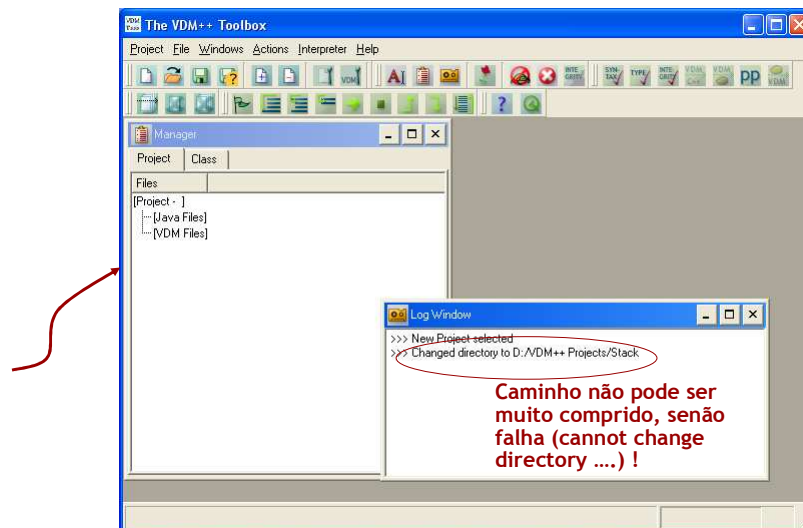 The VDM++ Toolbox
Project File Windows Actions Interpreter Help
Manager
Project Class
Files
[Project - ]
[Java Files]
[VDM Files]
Log Window
>>> New Project selected
>>> Changed directory to D:/VDM++ Projects/Stack
Caminho não pode ser
muito comprido, senão
falha (cannot change
directory ....) !